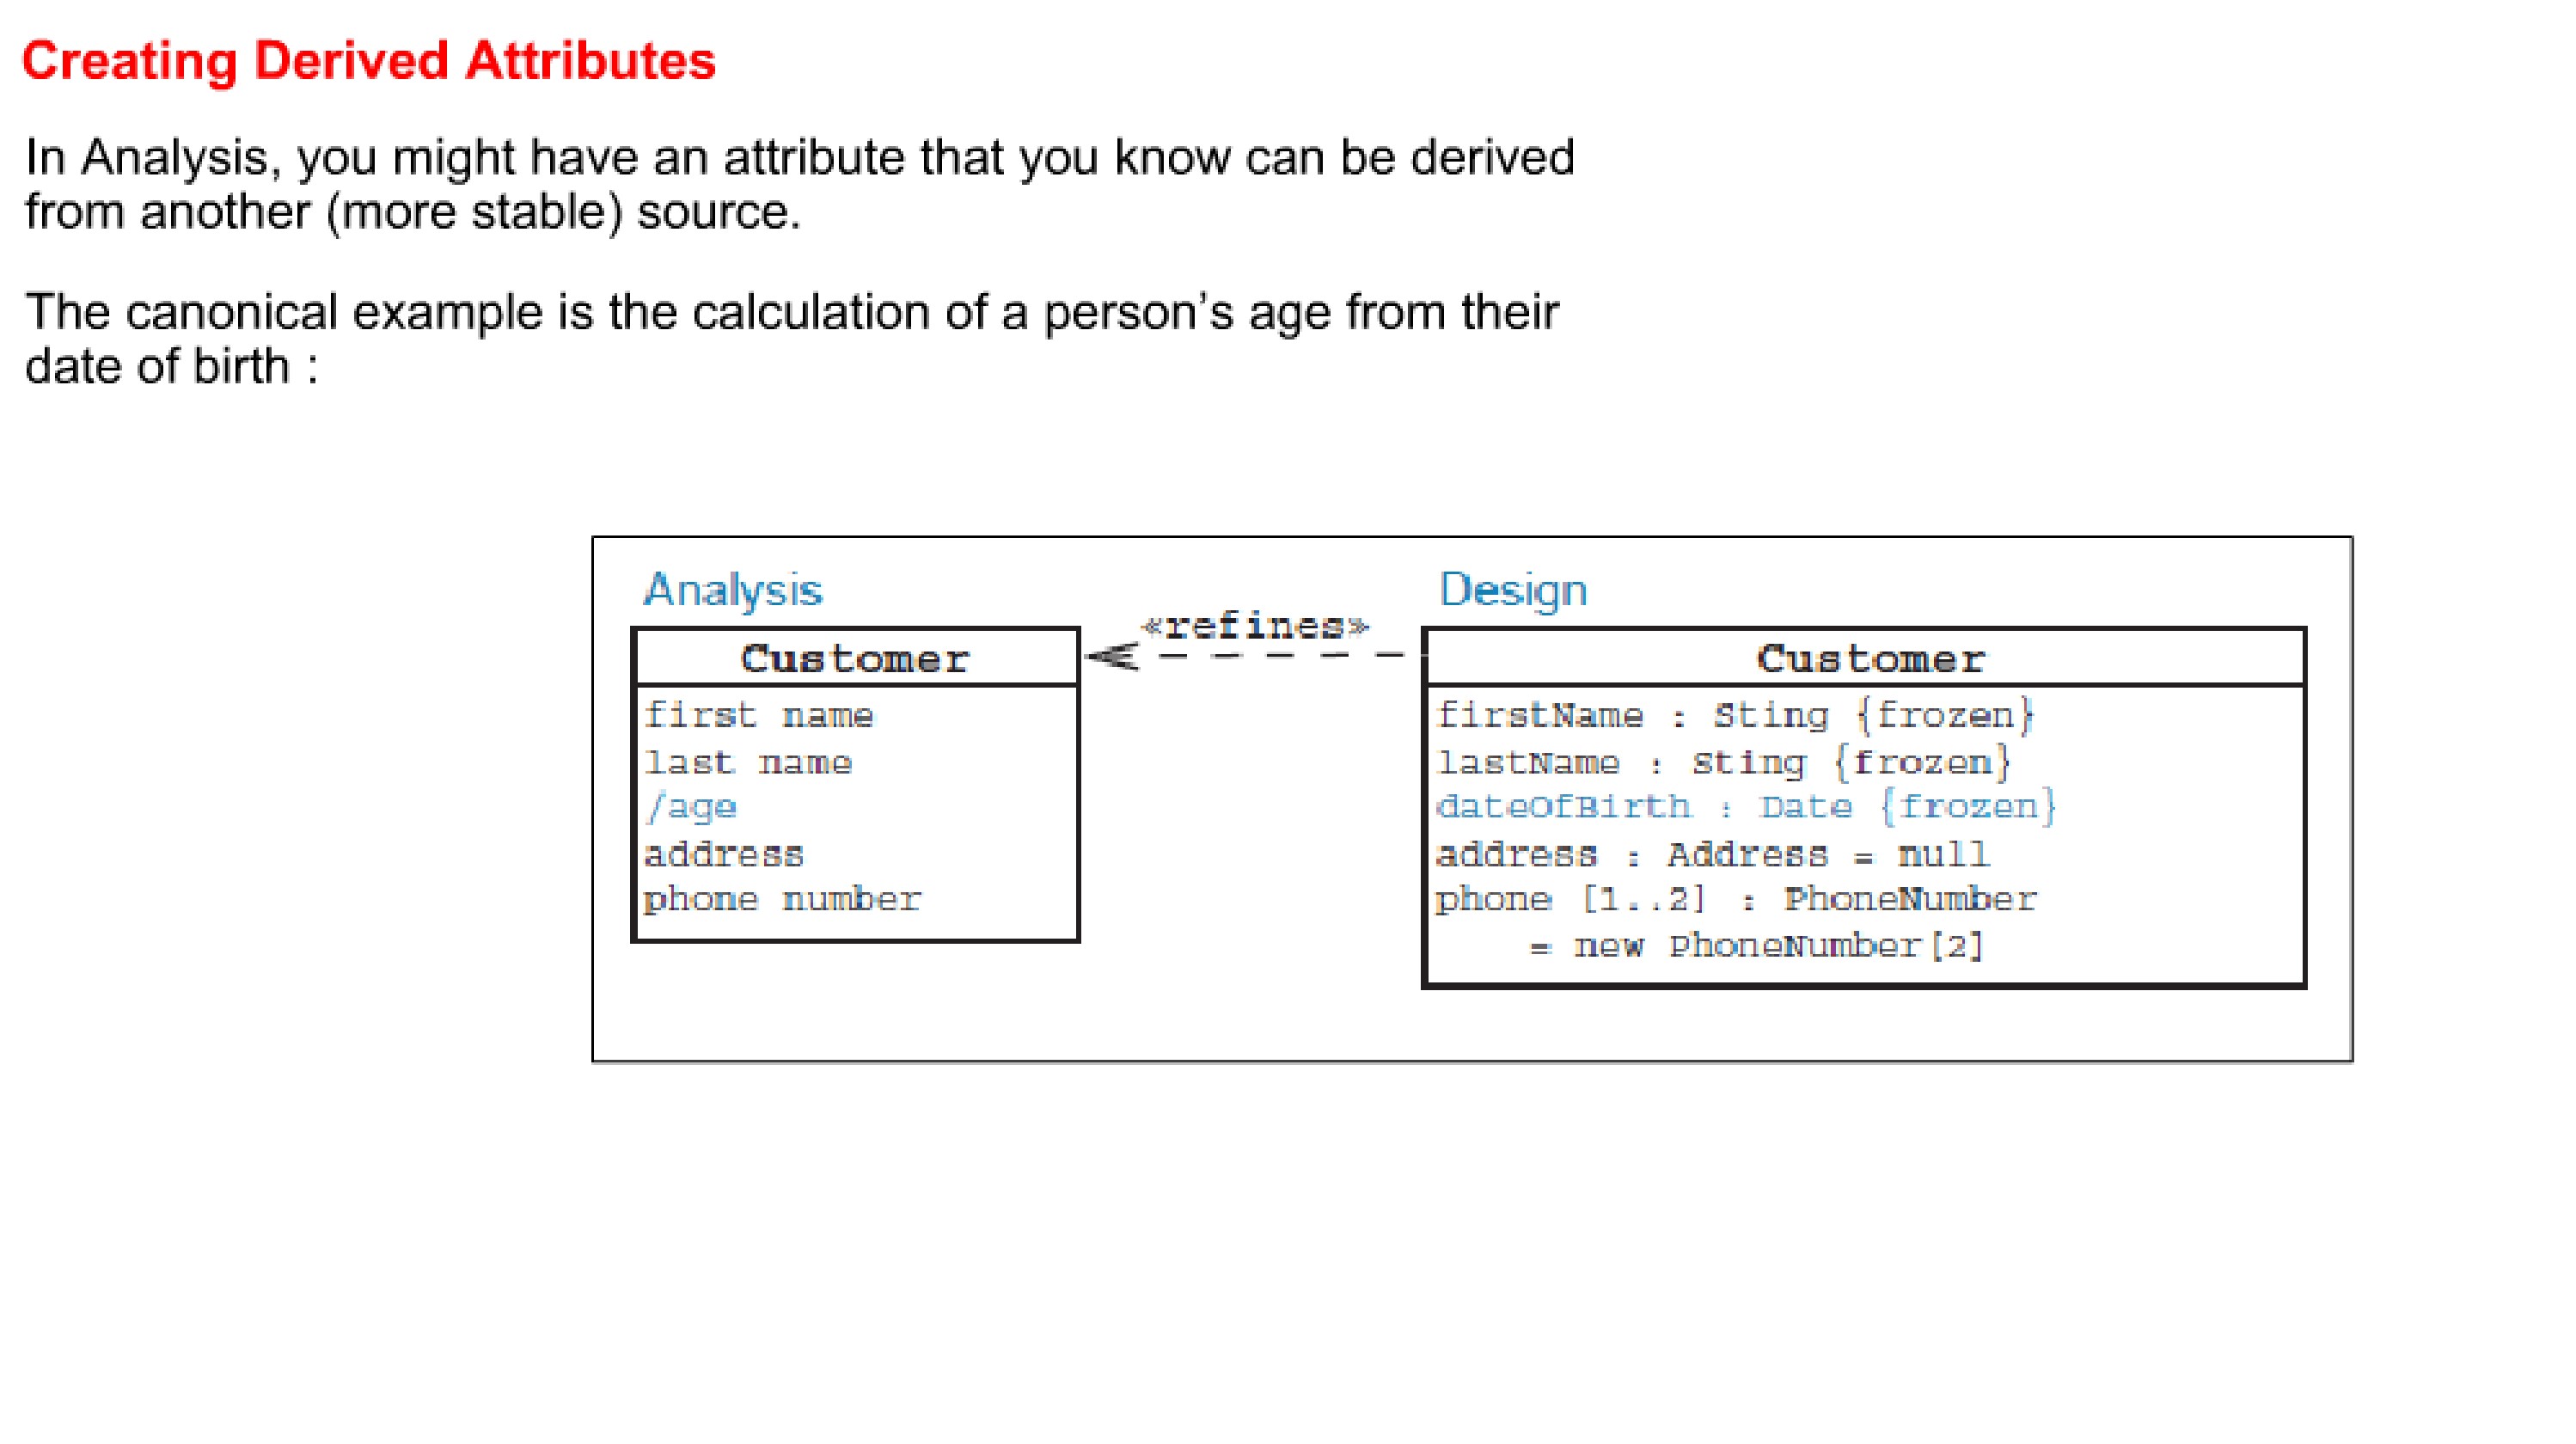 Creating Derived Attributes
In Analysis, you might have an attribute that you know can be derived
from another (more stable) source.
The canonical example is the calculation of a person’s age from their
date of birth :
Analysis
Customer
first name
last name
/age
address
phone number
«refines»
Design
Customer
firstName : Sting {frozen}
lastName : Sting {frozen}
dateOfBirth : Date {frozen}
address : Address = null
phone [1..2] : PhoneNumber
= new PhoneNumber[2]